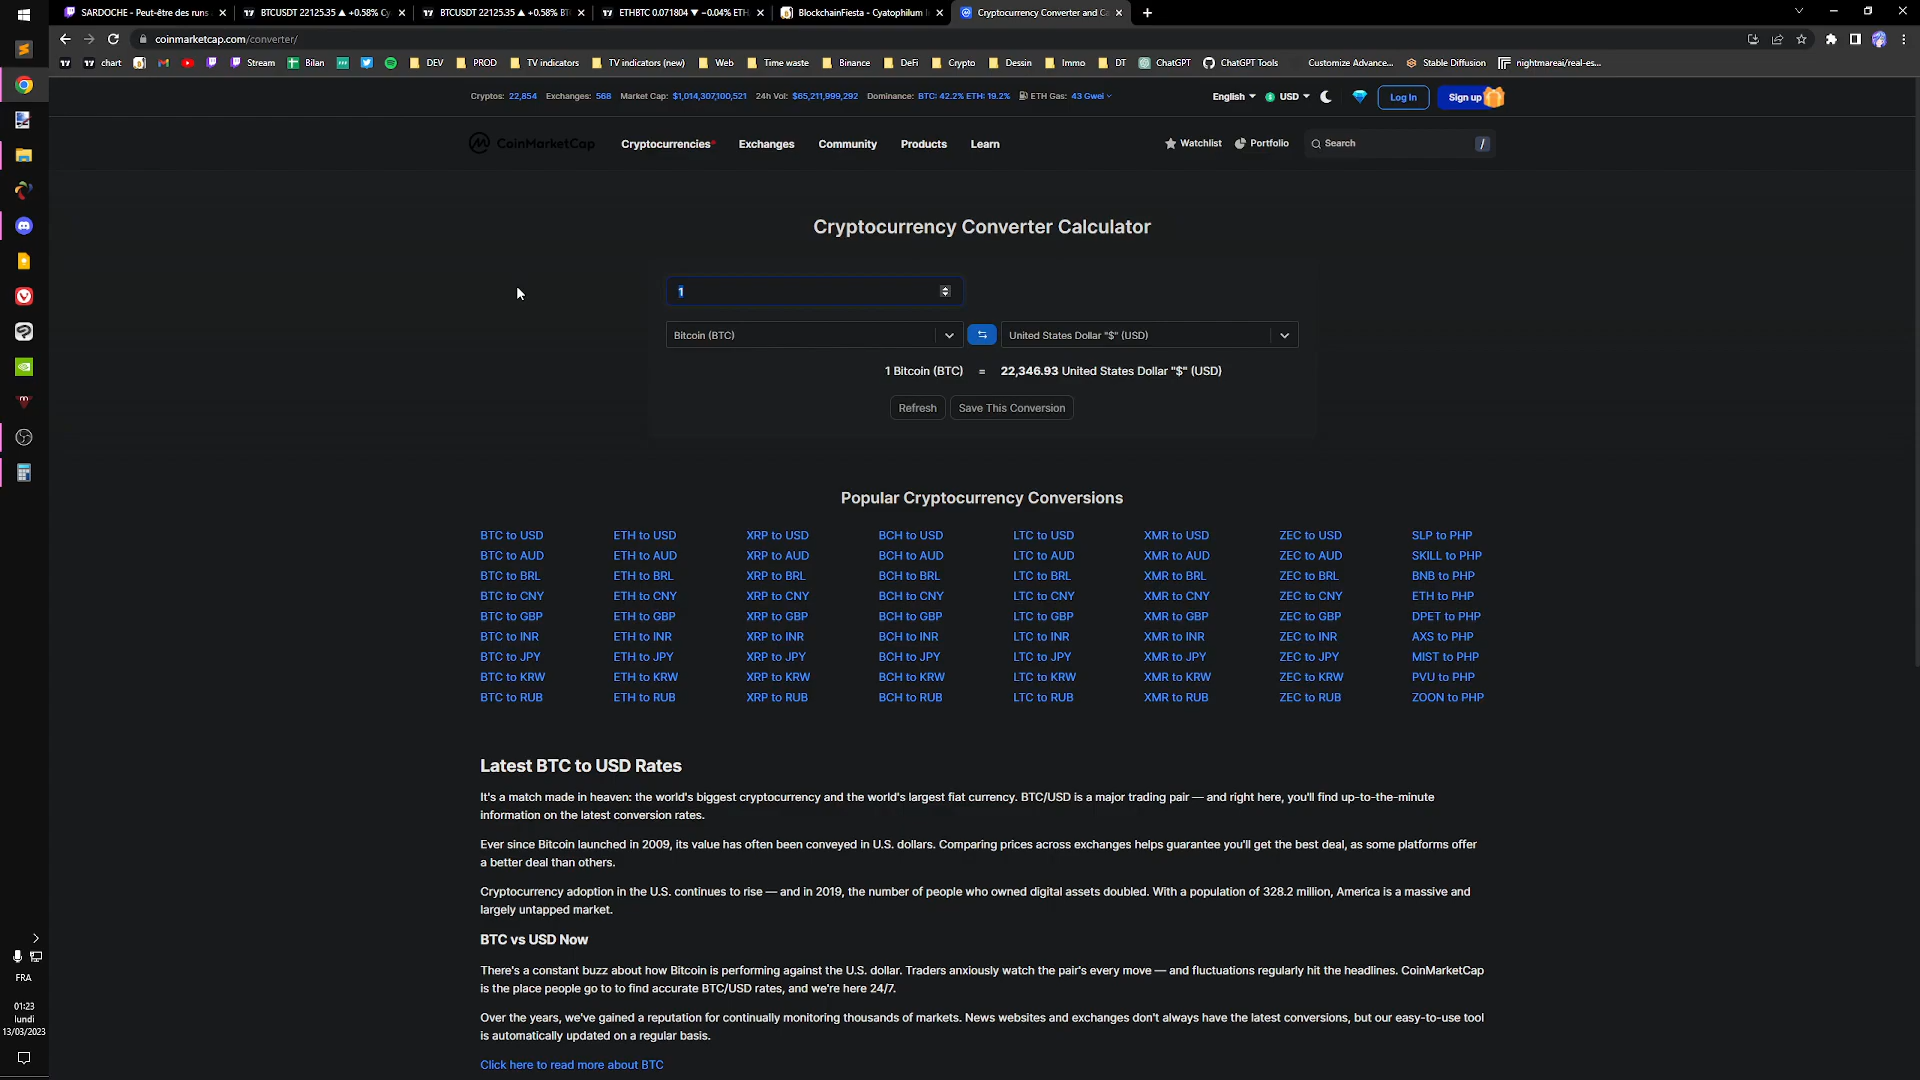 SARDOCHE - Peut-être des runs
BTCUSDT 22125.35 ▲ +0.58% Cy
BTCUSDT 22125.35 ▲ +0.58% B
ETHBTC 0.071804 ▼ −0.04% ETH
BlockchainFiesta - Cyatophilum I
Cryptocurrency Converter and C
coinmarketcap.com/converter/
chart
Stream
Bilan
DEV
PROD
TV indicators
TV indicators (new)
Web
Time waste
Binance
DeFi
Crypto
Dessin
Immo
DT
ChatGPT
ChatGPT Tools
Customize Advance...
Stable Diffusion
nightmareai/real-es...
Cryptos: 22,854 Exchanges: 568 Market Cap: $1,014,307,100,521 24h Vol: $65,211,999,292 Dominance: BTC: 42.2% ETH: 19.2% ETH Gas: 43 Gwei
English
USD
Log In
Sign up
CoinMarketCap
Cryptocurrencies
Exchanges
Community
Products
Learn
Watchlist
Portfolio
Search
/
Cryptocurrency Converter Calculator
1
Bitcoin (BTC)
United States Dollar "$" (USD)
1 Bitcoin (BTC) = 22,346.93 United States Dollar "$" (USD)
Refresh
Save This Conversion
Popular Cryptocurrency Conversions
BTC to USD ETH to USD XRP to USD BCH to USD LTC to USD XMR to USD ZEC to USD SLP to PHP
BTC to AUD ETH to AUD XRP to AUD BCH to AUD LTC to AUD XMR to AUD ZEC to AUD SKILL to PHP
BTC to BRL ETH to BRL XRP to BRL BCH to BRL LTC to BRL XMR to BRL ZEC to BRL BNB to PHP
BTC to CNY ETH to CNY XRP to CNY BCH to CNY LTC to CNY XMR to CNY ZEC to CNY ETH to PHP
BTC to GBP ETH to GBP XRP to GBP BCH to GBP LTC to GBP XMR to GBP ZEC to GBP DPET to PHP
BTC to INR ETH to INR XRP to INR BCH to INR LTC to INR XMR to INR ZEC to INR AXS to PHP
BTC to JPY ETH to JPY XRP to JPY BCH to JPY LTC to JPY XMR to JPY ZEC to JPY MIST to PHP
BTC to KRW ETH to KRW XRP to KRW BCH to KRW LTC to KRW XMR to KRW ZEC to KRW PVU to PHP
BTC to RUB ETH to RUB XRP to RUB BCH to RUB LTC to RUB XMR to RUB ZEC to RUB ZOON to PHP
Latest BTC to USD Rates
It's a match made in heaven: the world's biggest cryptocurrency and the world's largest fiat currency. BTC/USD is a major trading pair — and right here, you'll find up-to-the-minute
information on the latest conversion rates.
Ever since Bitcoin launched in 2009, its value has often been conveyed in U.S. dollars. Comparing prices across exchanges helps guarantee you'll get the best deal, as some platforms offer
a better deal than others.
Cryptocurrency adoption in the U.S. continues to rise — and in 2019, the number of people who owned digital assets doubled. With a population of 328.2 million, America is a massive and
largely untapped market.
BTC vs USD Now
There's a constant buzz about how Bitcoin is performing against the U.S. dollar. Traders anxiously watch the pair's every move — and fluctuations regularly hit the headlines. CoinMarketCap
is the place people go to to find accurate BTC/USD rates, and we're here 24/7.
Over the years, we've gained a reputation for continually monitoring thousands of markets. News websites and exchanges don't always have the latest conversions, but our easy-to-use tool
is automatically updated on a regular basis.
Click here to read more about BTC
FRA
01:23
lundi
13/03/2023